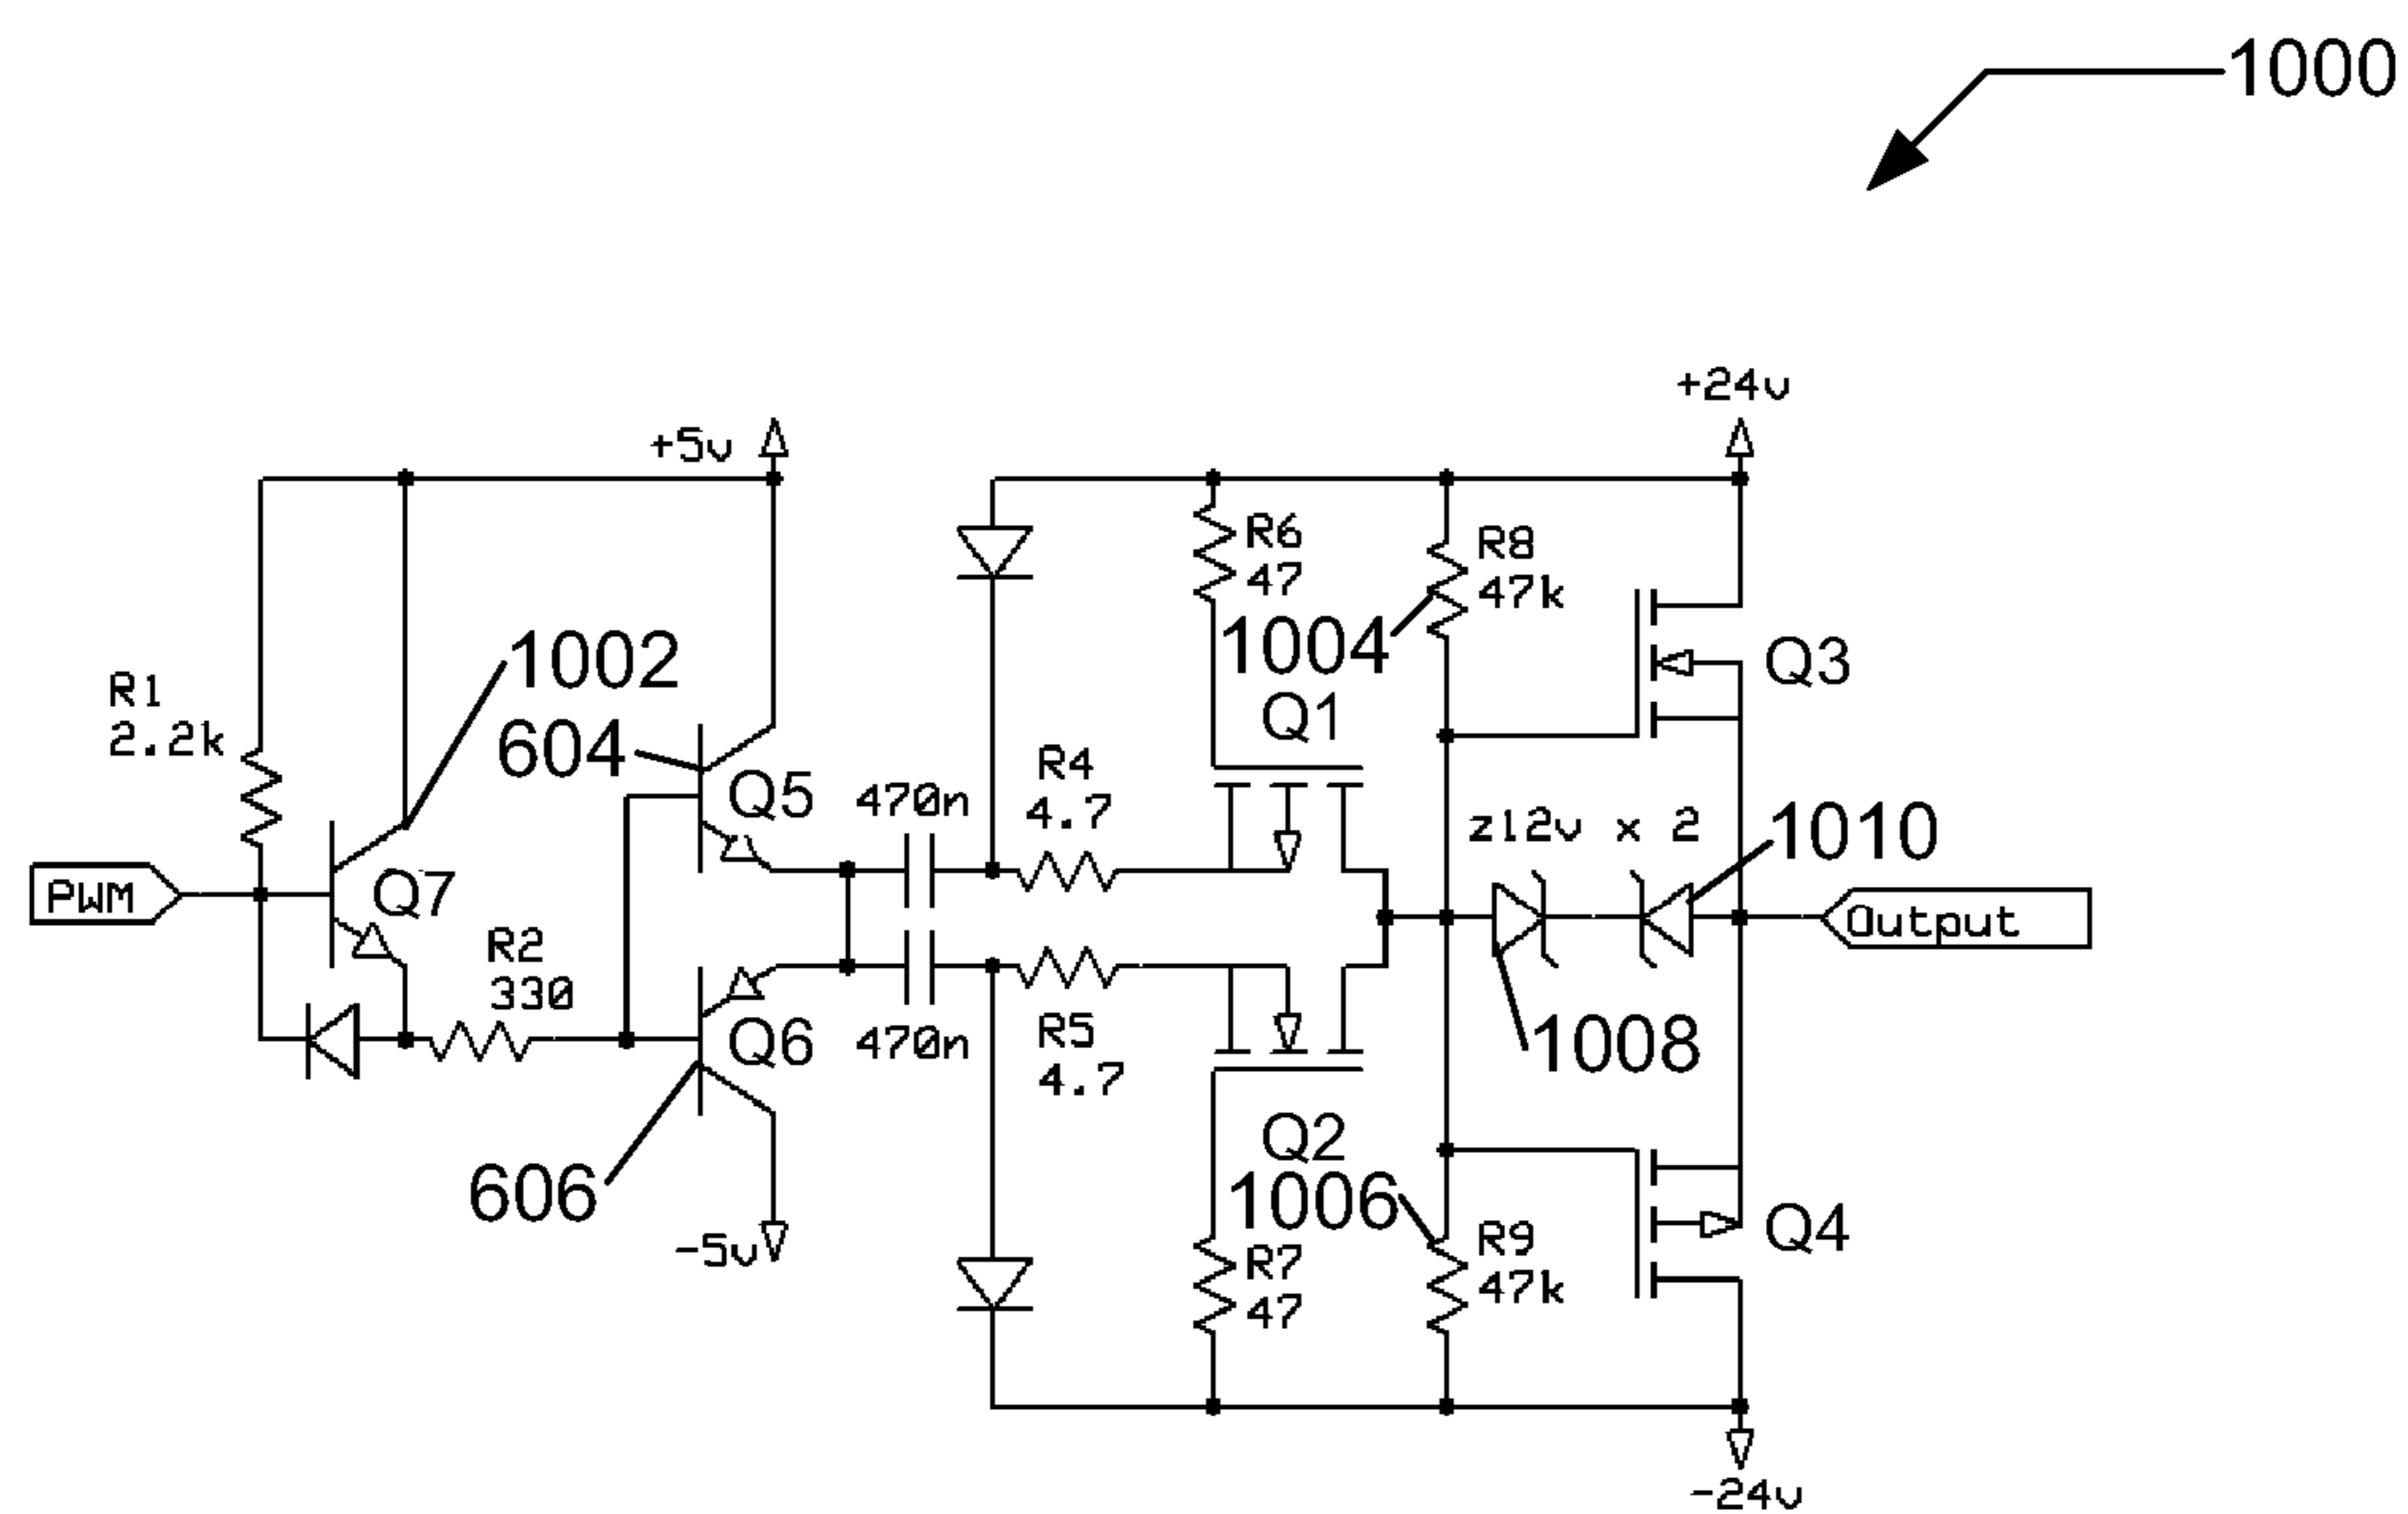 1000
+24v
+5v
R6
47
R8
47k
1004
Q3
1002
R1
2.2k
604
Q1
Q5
R4
4.7
470n
z12v x 2
1010
PWM
Q7
Output
R2
330
Q6
470n
R5
4.7
1008
606
Q2
1006
-5v
R7
47
R9
47k
Q4
-24v